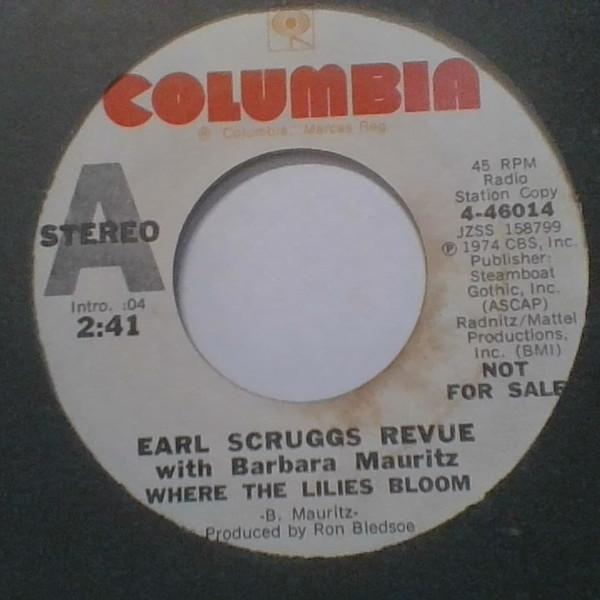 COLUMBIA
® Columbia, Marcas Reg.
A
STEREO
Intro. :04
2:41
45 RPM
Radio
Station Copy
4-46014
JZSS 158799
℗ 1974 CBS, Inc.
Publisher:
Steamboat
Gothic, Inc.
(ASCAP)
Radnitz/Mattel
Productions,
Inc. (BMI)
NOT
FOR SALE
EARL SCRUGGS REVUE
with Barbara Mauritz
WHERE THE LILIES BLOOM
-B. Mauritz-
Produced by Ron Bledsoe